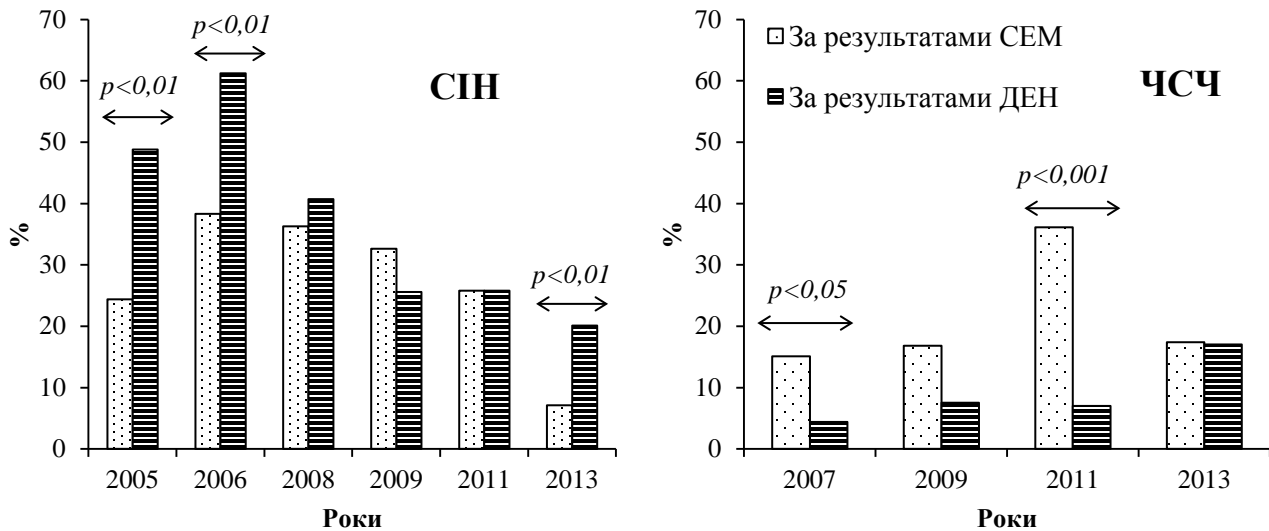 70
60
50
40
30
20
10
0
%
p<0,01
p<0,01
СІН
p<0,01
2005 2006 2008 2009 2011 2013
Роки
70
60
50
40
30
20
10
0
%
За результатами СЕМ
За результатами ДЕН
ЧСЧ
p<0,001
p<0,05
2007 2009 2011 2013
Роки